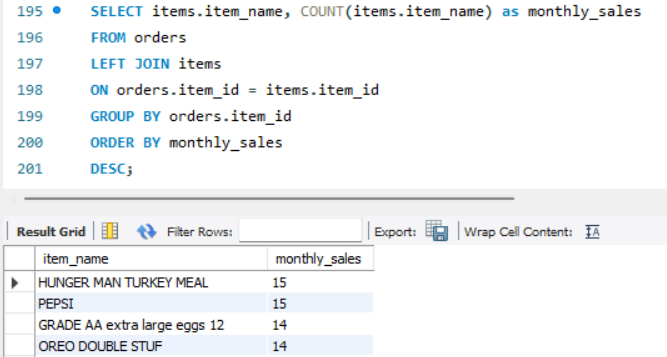 195 SELECT items.item_name, COUNT(items.item_name) as monthly_sales
196 FROM orders
197 LEFT JOIN items
198 ON orders.item_id = items.item_id
199 GROUP BY orders.item_id
200 ORDER BY monthly_sales
201 DESC;
Result Grid Filter Rows: Export: Wrap Cell Content: IA
item_name monthly_sales
HUNGER MAN TURKEY MEAL 15
PEPSI 15
GRADE AA extra large eggs 12 14
OREO DOUBLE STUF 14